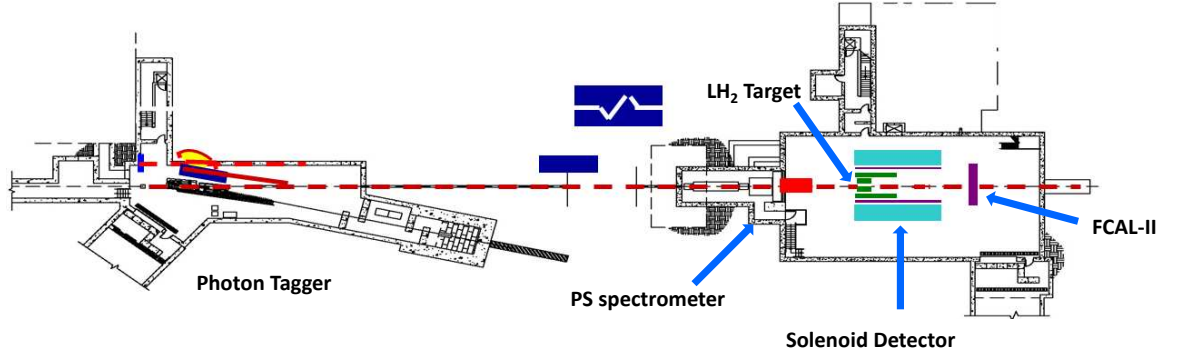 LH₂ Target
FCAL-II
Photon Tagger
PS spectrometer
Solenoid Detector